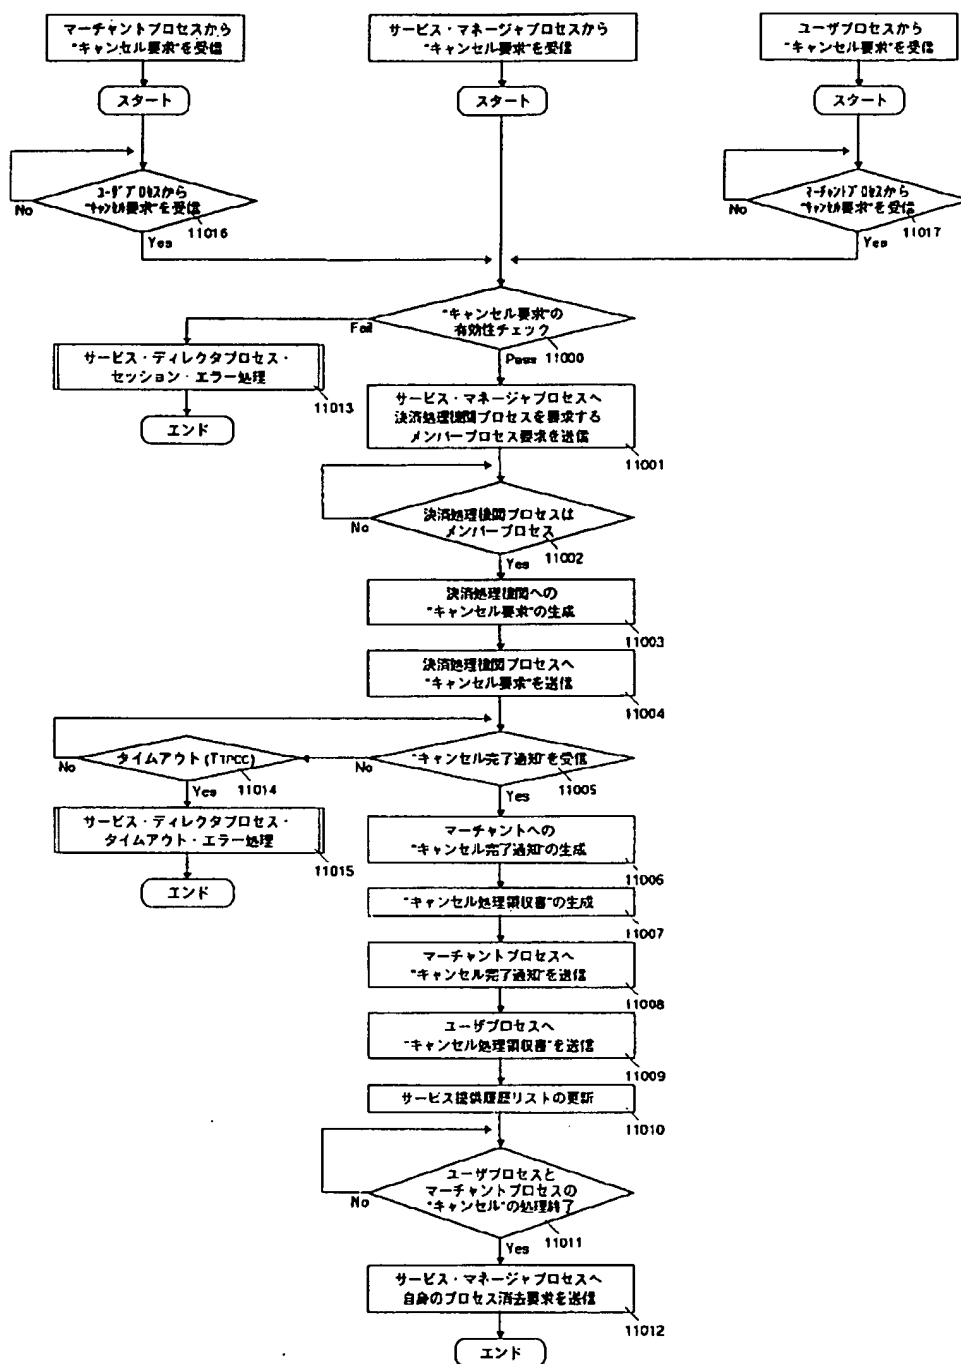 マーチャントプロセスから
“キャンセル要求”を受信
サービス・マネージャプロセスから
“キャンセル要求”を受信
ユーザプロセスから
“キャンセル要求”を受信
スタート
スタート
スタート
ユーザプロセスから
“キャンセル要求”を受信
No
11016
Yes
マーチャントプロセスから
“キャンセル要求”を受信
No
11017
Yes
“キャンセル要求”の
有効性チェック
Fail
11000
Pass
サービス・ディレクタプロセス・
セッション・エラー処理
11013
エンド
サービス・マネージャプロセスへ
決済処理機関プロセスを要求する
メンバープロセス要求を送信
11001
決済処理機関プロセスは
メンバープロセス
No
11002
Yes
決済処理機関への
“キャンセル要求”の生成
11003
決済処理機関プロセスへ
“キャンセル要求”を送信
11004
タイムアウト(TTPCC)
No
11014
Yes
“キャンセル完了通知”を受信
No
11005
Yes
サービス・ディレクタプロセス・
タイムアウト・エラー処理
11015
エンド
マーチャントへの
“キャンセル完了通知”の生成
11006
“キャンセル処理領収書”の生成
11007
マーチャントプロセスへ
“キャンセル完了通知”を送信
11008
ユーザプロセスへ
“キャンセル処理領収書”を送信
11009
サービス提供履歴リストの更新
11010
ユーザプロセスと
マーチャントプロセスの
“キャンセル”の処理終了
No
11011
Yes
サービス・マネージャプロセスへ
自身のプロセス消去要求を送信
11012
エンド